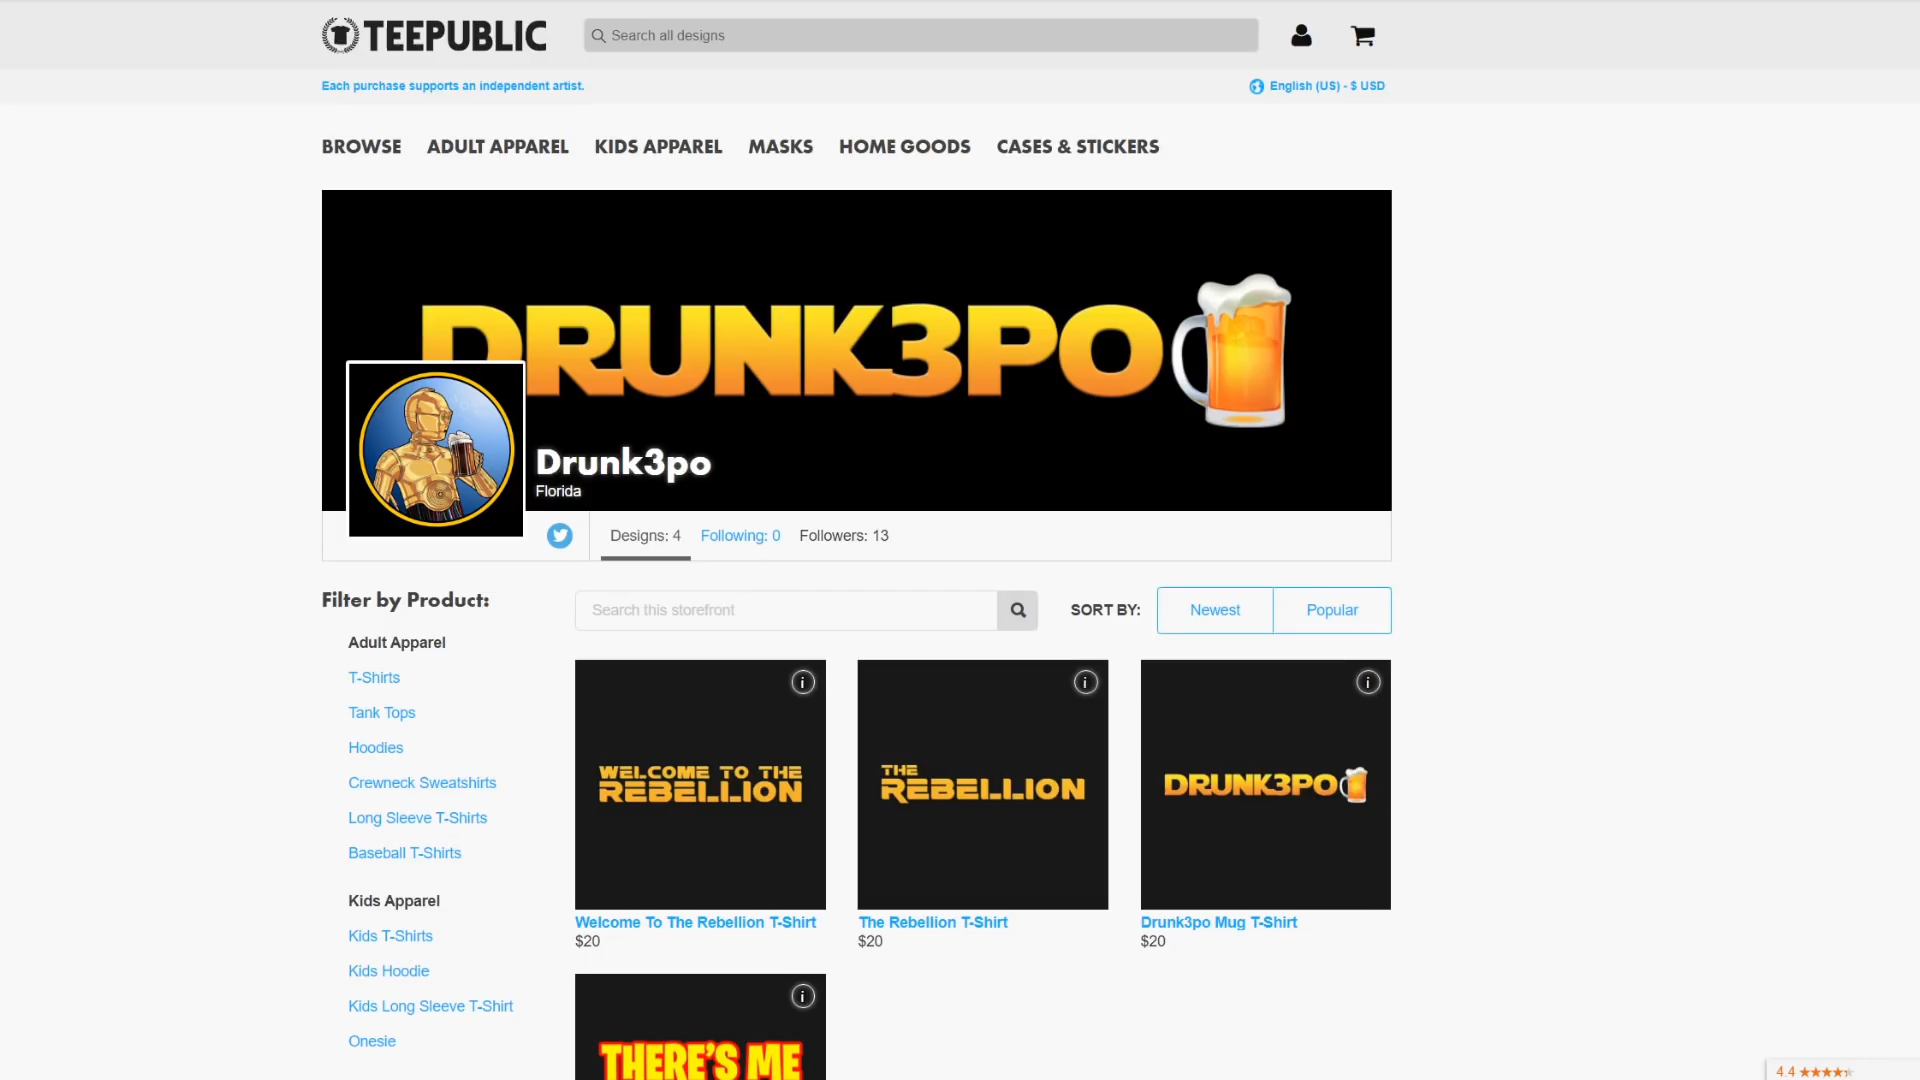 TEEPUBLIC
Search all designs
Each purchase supports an independent artist.
English (US) - $ USD
BROWSE ADULT APPAREL KIDS APPAREL MASKS HOME GOODS CASES & STICKERS
DRUNK3PO
Drunk3po
Florida
Designs: 4 Following: 0 Followers: 13
Filter by Product:
Adult Apparel
T-Shirts
Tank Tops
Hoodies
Crewneck Sweatshirts
Long Sleeve T-Shirts
Baseball T-Shirts
Kids Apparel
Kids T-Shirts
Kids Hoodie
Kids Long Sleeve T-Shirt
Onesie
Search this storefront
SORT BY: Newest Popular
WELCOME TO THE
REBELLION
Welcome To The Rebellion T-Shirt
$20
THE
REBELLION
The Rebellion T-Shirt
$20
DRUNK3PO
Drunk3po Mug T-Shirt
$20
THERE'S ME
4.4